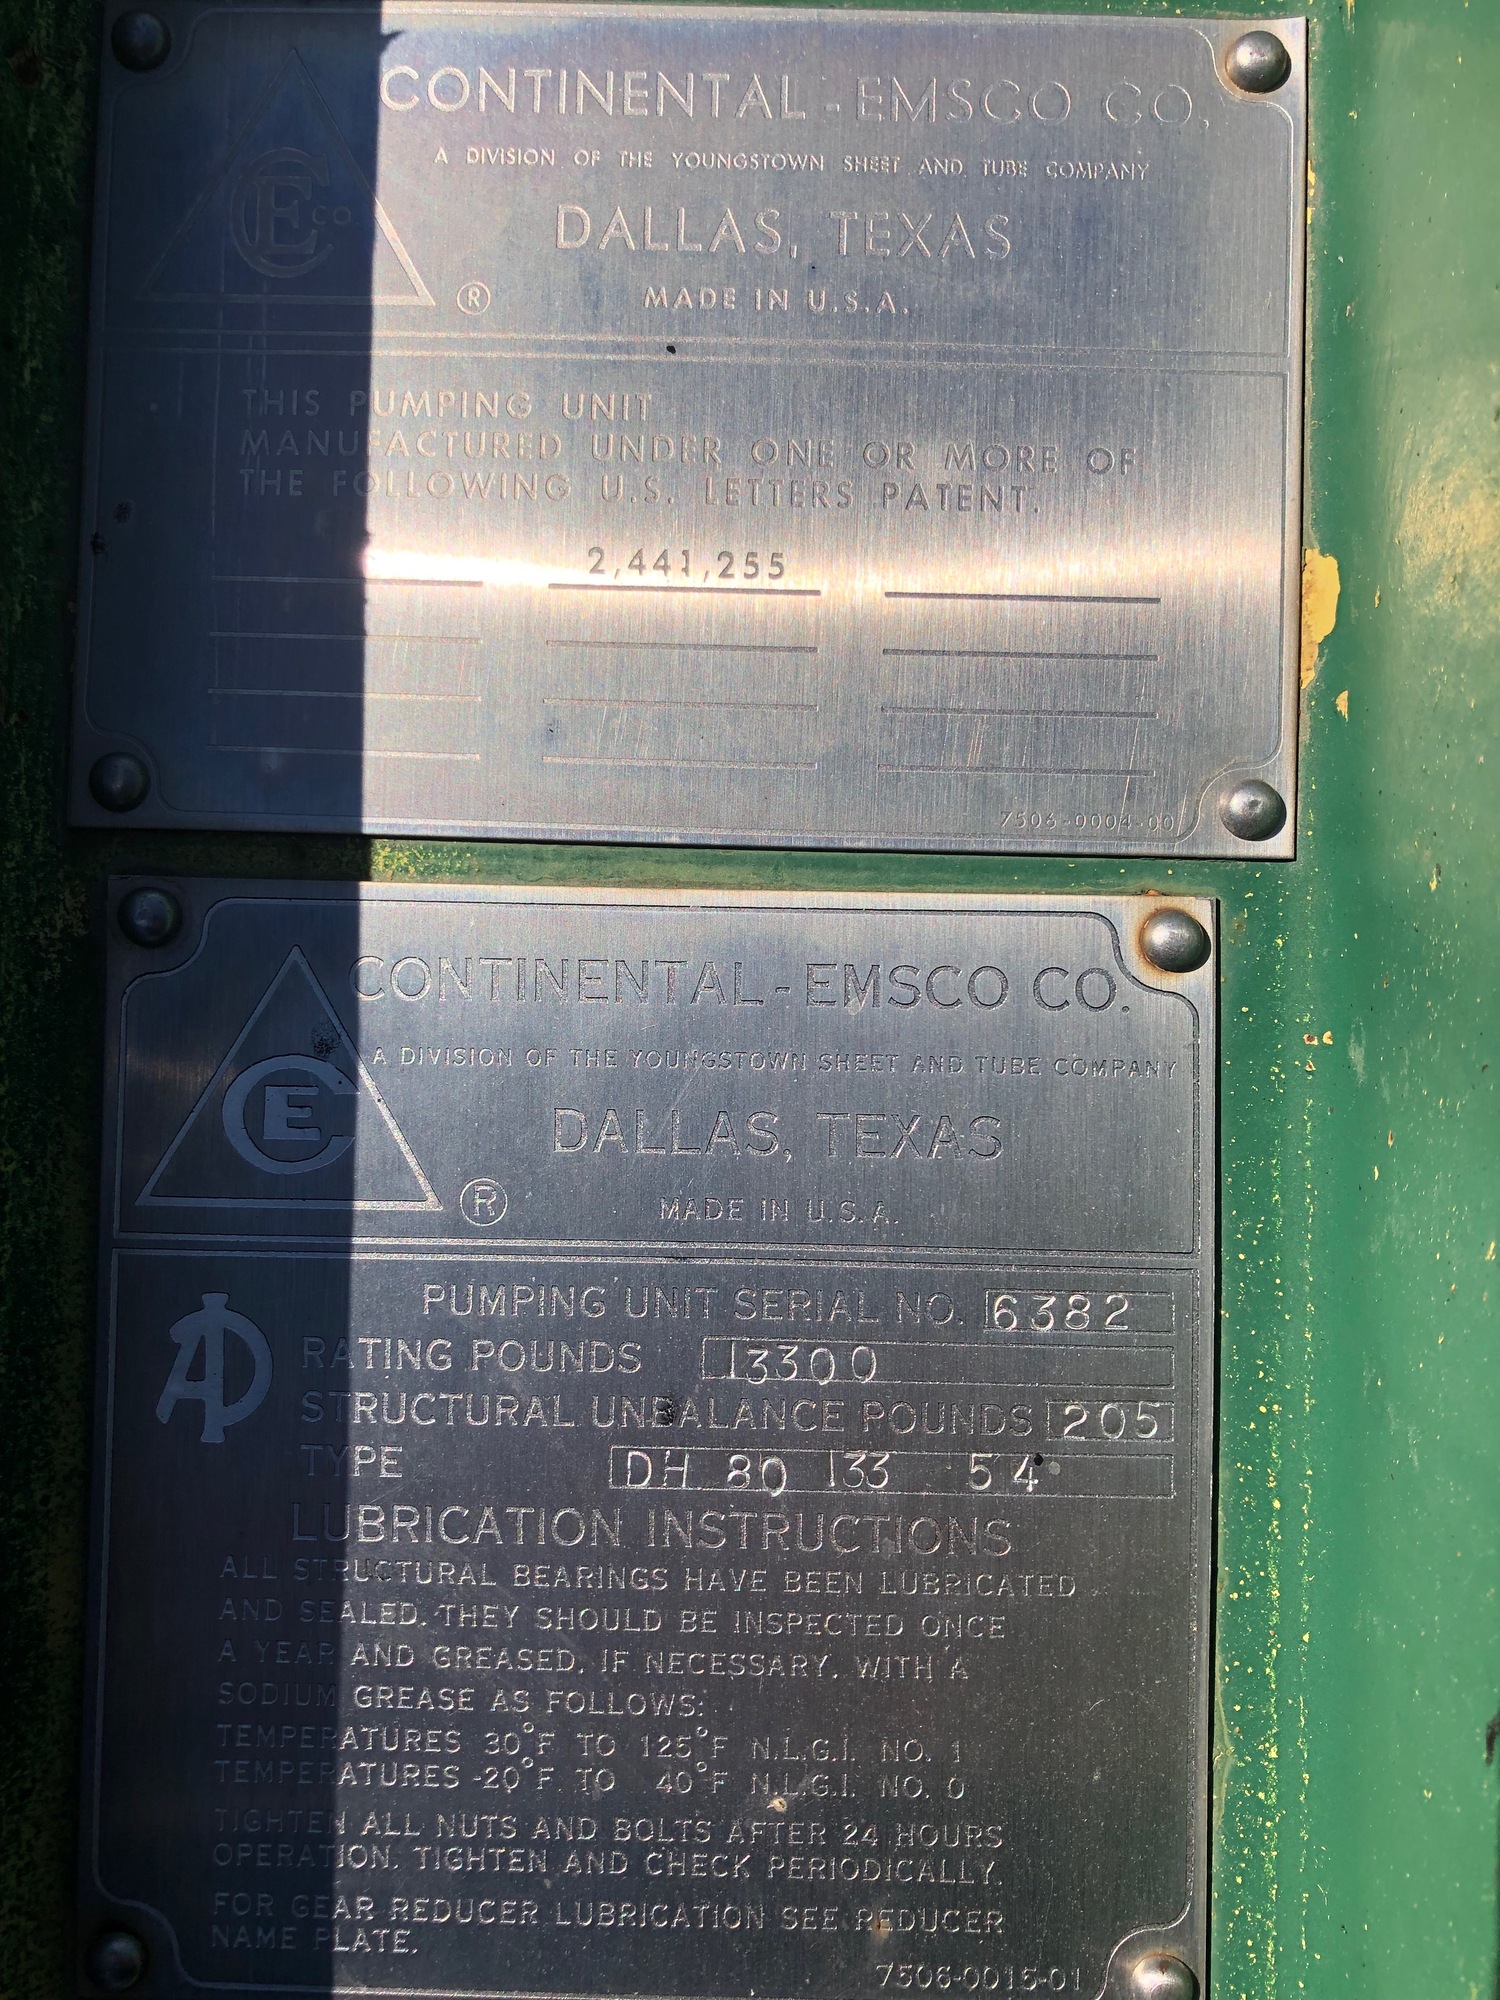 CONTINENTAL-EMSCO CO.
A DIVISION OF THE YOUNGSTOWN SHEET AND TUBE COMPANY
DALLAS, TEXAS
MADE IN U.S.A.
CE CO ®
THIS PUMPING UNIT
MANUFACTURED UNDER ONE OR MORE OF
THE FOLLOWING U.S. LETTERS PATENT.
2,441,255
7506-0004-00
CONTINENTAL-EMSCO CO.
A DIVISION OF THE YOUNGSTOWN SHEET AND TUBE COMPANY
DALLAS, TEXAS
MADE IN U.S.A.
CE ®
PUMPING UNIT SERIAL NO. 6382
RATING POUNDS 13300
STRUCTURAL UNBALANCE POUNDS 205
TYPE DH 80 133 54
LUBRICATION INSTRUCTIONS
ALL STRUCTURAL BEARINGS HAVE BEEN LUBRICATED
AND SEALED. THEY SHOULD BE INSPECTED ONCE
A YEAR AND GREASED, IF NECESSARY, WITH A
SODIUM GREASE AS FOLLOWS:
TEMPERATURES 30°F TO 125°F N.L.G.I. NO. 1
TEMPERATURES -20°F TO 40°F N.L.G.I. NO. 0
TIGHTEN ALL NUTS AND BOLTS AFTER 24 HOURS
OPERATION. TIGHTEN AND CHECK PERIODICALLY.
FOR GEAR REDUCER LUBRICATION SEE REDUCER
NAME PLATE.
7506-0015-01